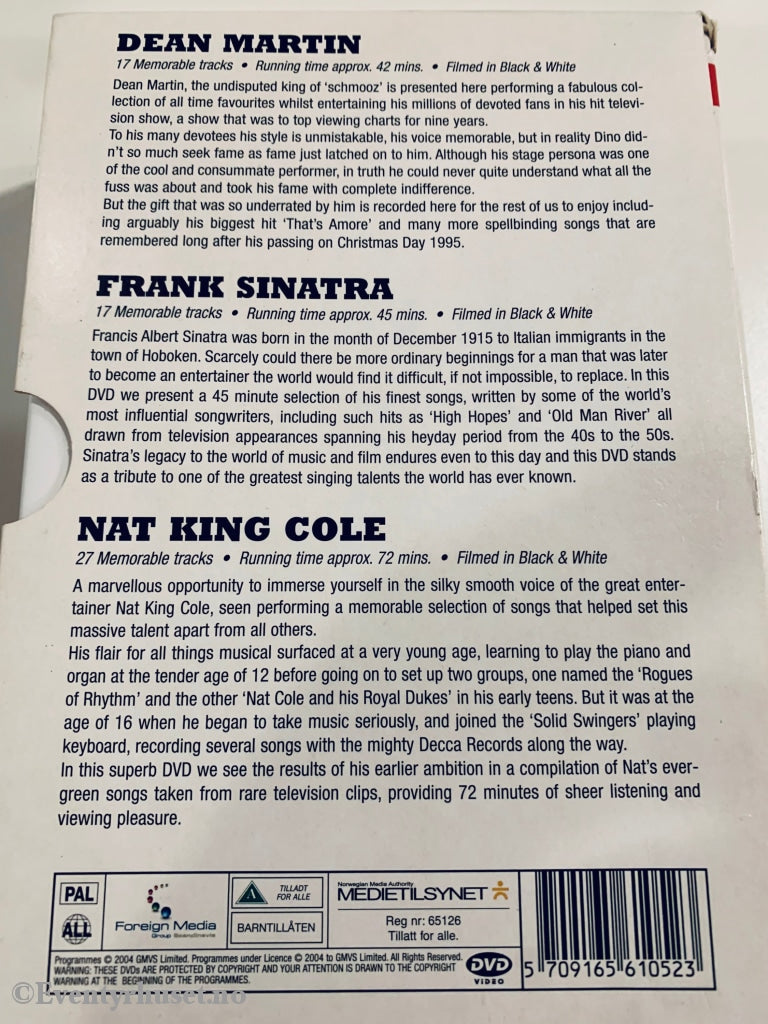 DEAN MARTIN
17 Memorable tracks • Running time approx. 42 mins. • Filmed in Black & White
Dean Martin, the undisputed king of 'schmooz' is presented here performing a fabulous col-
lection of all time favourites whilst entertaining his millions of devoted fans in his hit televi-
sion show, a show that was to top viewing charts for nine years.
To his many devotees his style is unmistakable, his voice memorable, but in reality Dino did-
n't so much seek fame as fame just latched on to him. Although his stage persona was one
of the cool and consummate performer, in truth he could never quite understand what all the
fuss was about and took his fame with complete indifference.
But the gift that was so underrated by him is recorded here for the rest of us to enjoy includ-
ing arguably his biggest hit 'That's Amore' and many more spellbinding songs that are
remembered long after his passing on Christmas Day 1995.
FRANK SINATRA
17 Memorable tracks • Running time approx. 45 mins. • Filmed in Black & White
Francis Albert Sinatra was born in the month of December 1915 to Italian immigrants in the
town of Hoboken. Scarcely could there be more ordinary beginnings for a man that was later
to become an entertainer the world would find it difficult, if not impossible, to replace. In this
DVD we present a 45 minute selection of his finest songs, written by some of the world's
most influential songwriters, including such hits as 'High Hopes' and 'Old Man River' all
drawn from television appearances spanning his heyday period from the 40s to the 50s.
Sinatra's legacy to the world of music and film endures even to this day and this DVD stands
as a tribute to one of the greatest singing talents the world has ever known.
NAT KING COLE
27 Memorable tracks • Running time approx. 72 mins. • Filmed in Black & White
A marvellous opportunity to immerse yourself in the silky smooth voice of the great enter-
tainer Nat King Cole, seen performing a memorable selection of songs that helped set this
massive talent apart from all others.
His flair for all things musical surfaced at a very young age, learning to play the piano and
organ at the tender age of 12 before going on to set up two groups, one named the 'Rogues
of Rhythm' and the other 'Nat Cole and his Royal Dukes' in his early teens. But it was at the
age of 16 when he began to take music seriously, and joined the 'Solid Swingers' playing
keyboard, recording several songs with the mighty Decca Records along the way.
In this superb DVD we see the results of his earlier ambition in a compilation of Nat's ever-
green songs taken from rare television clips, providing 72 minutes of sheer listening and
viewing pleasure.
PAL
ALL
Foreign Media
Group Scandinavia
A
TILLADT
FOR ALLE
BARNTILLÅTEN
Norwegian Media Authority
MEDIETILSYNET
Reg nr: 65126
Tillatt for alle.
Programmes © 2004 GMVS Limited. Programmes under Licence © 2004 to GMVS Limited. All Rights Reserved.
WARNING: THESE DVDs ARE PROTECTED BY COPYRIGHT AND YOUR ATTENTION IS DRAWN TO THE COPYRIGHT
WARNING AT THE BEGINNING OF THE PROGRAMMES.
DVD
VIDEO
5 709165 610523
©Eventyrhuset.no